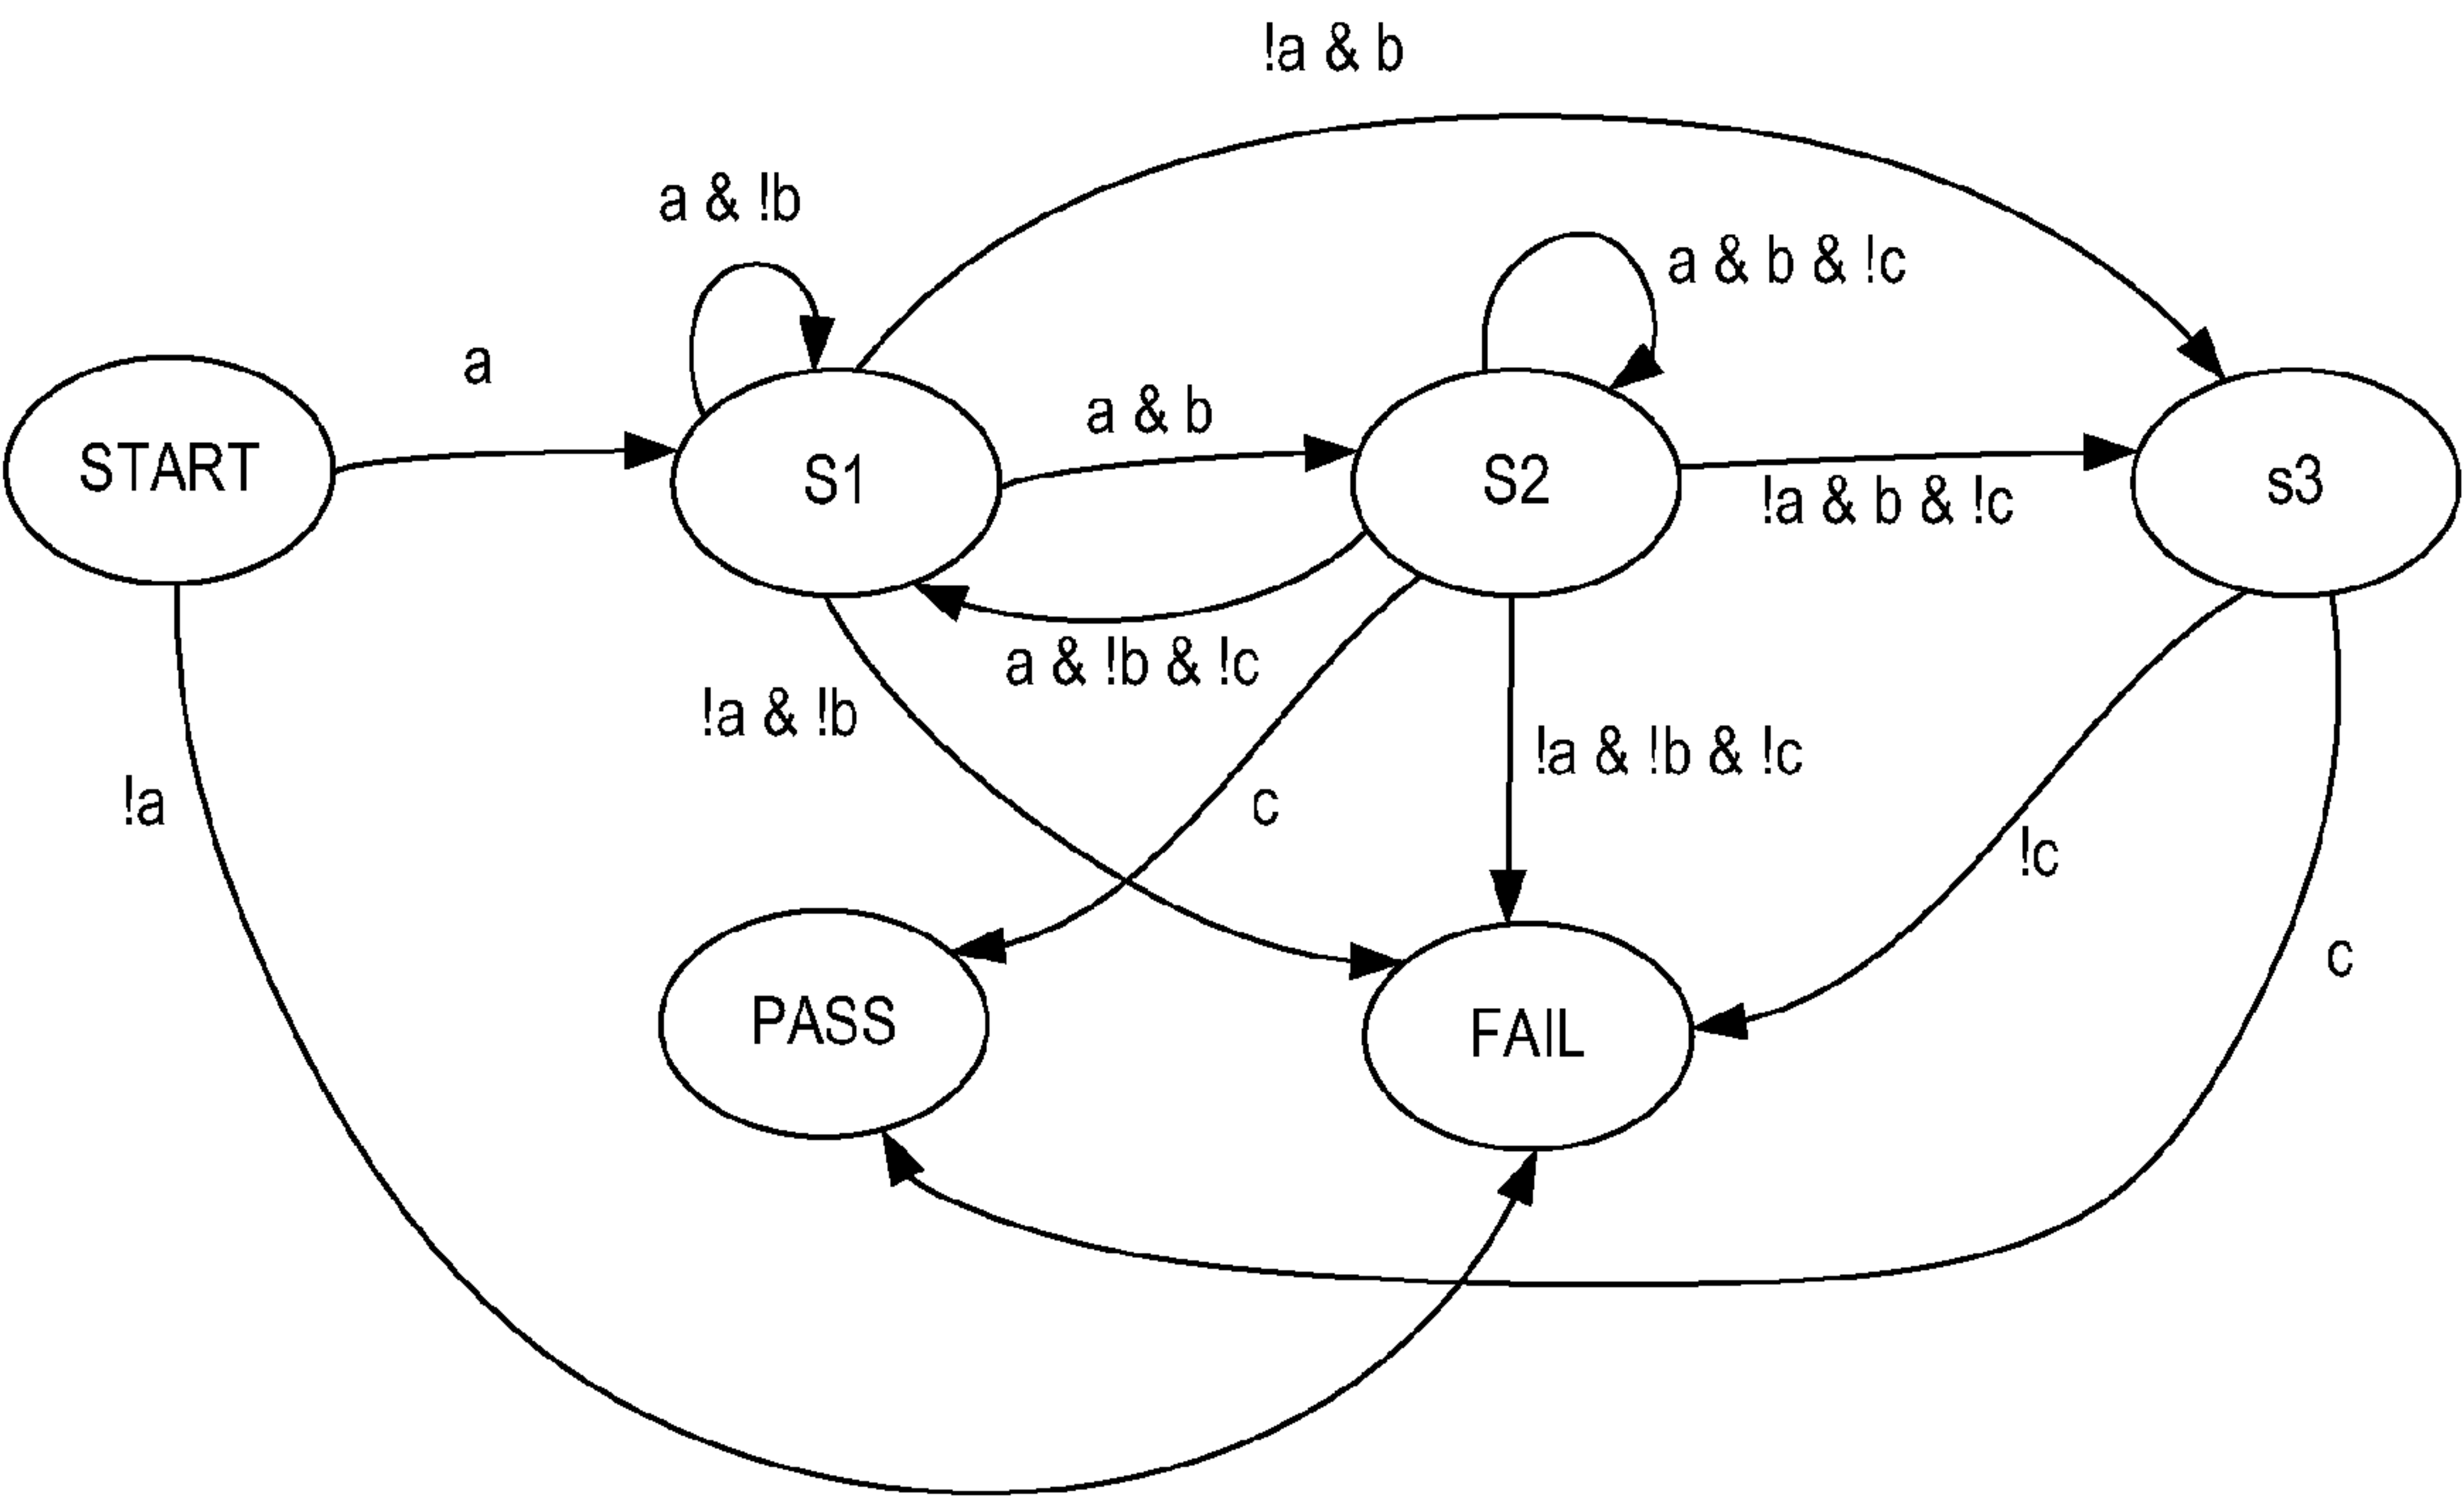 !a & b
a & !b
a & b & !c
a
a & b
START
S1
S2
s3
!a & b & !c
a & !b & !c
!a & !b
!a & !b & !c
!a
c
!c
c
PASS
FAIL